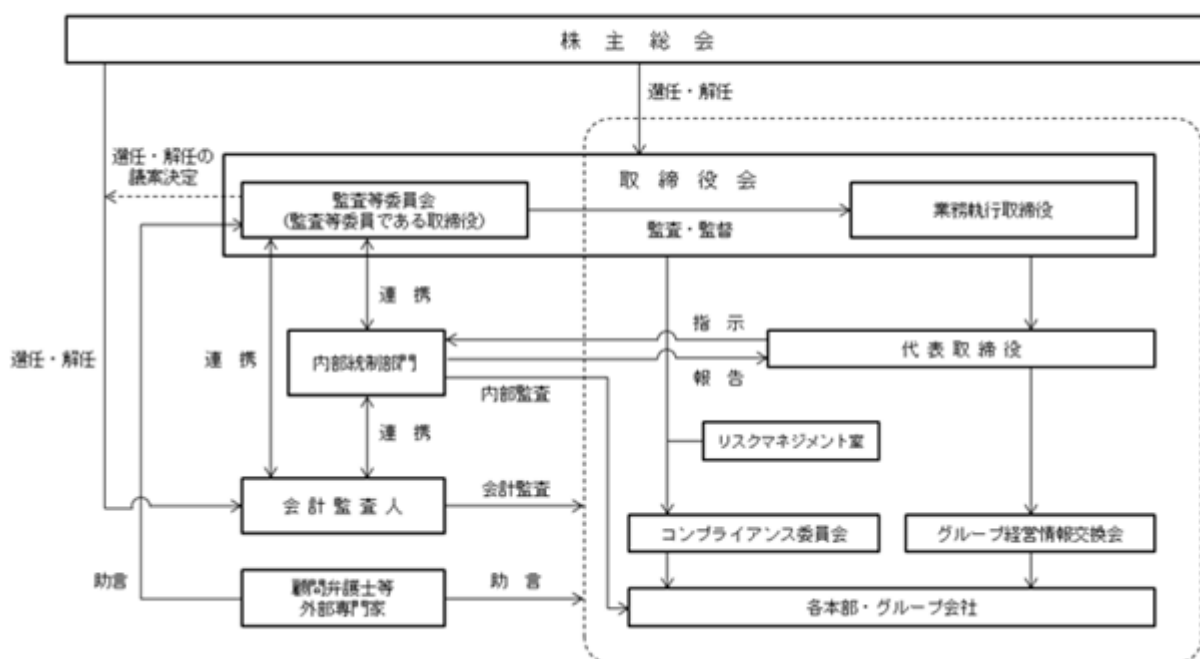 株主総会
選任・解任
選任・解任の
議案決定
取締役会
監査等委員会
(監査等委員である取締役)
監査・監督
業務執行取締役
連携
指示
選任・解任
連携
内部統制部門
代表取締役
報告
内部監査
連携
リスクマネジメント室
会計監査人
会計監査
コンプライアンス委員会
グループ経営情報交換会
助言
顧問弁護士等
外部専門家
助言
各本部・グループ会社